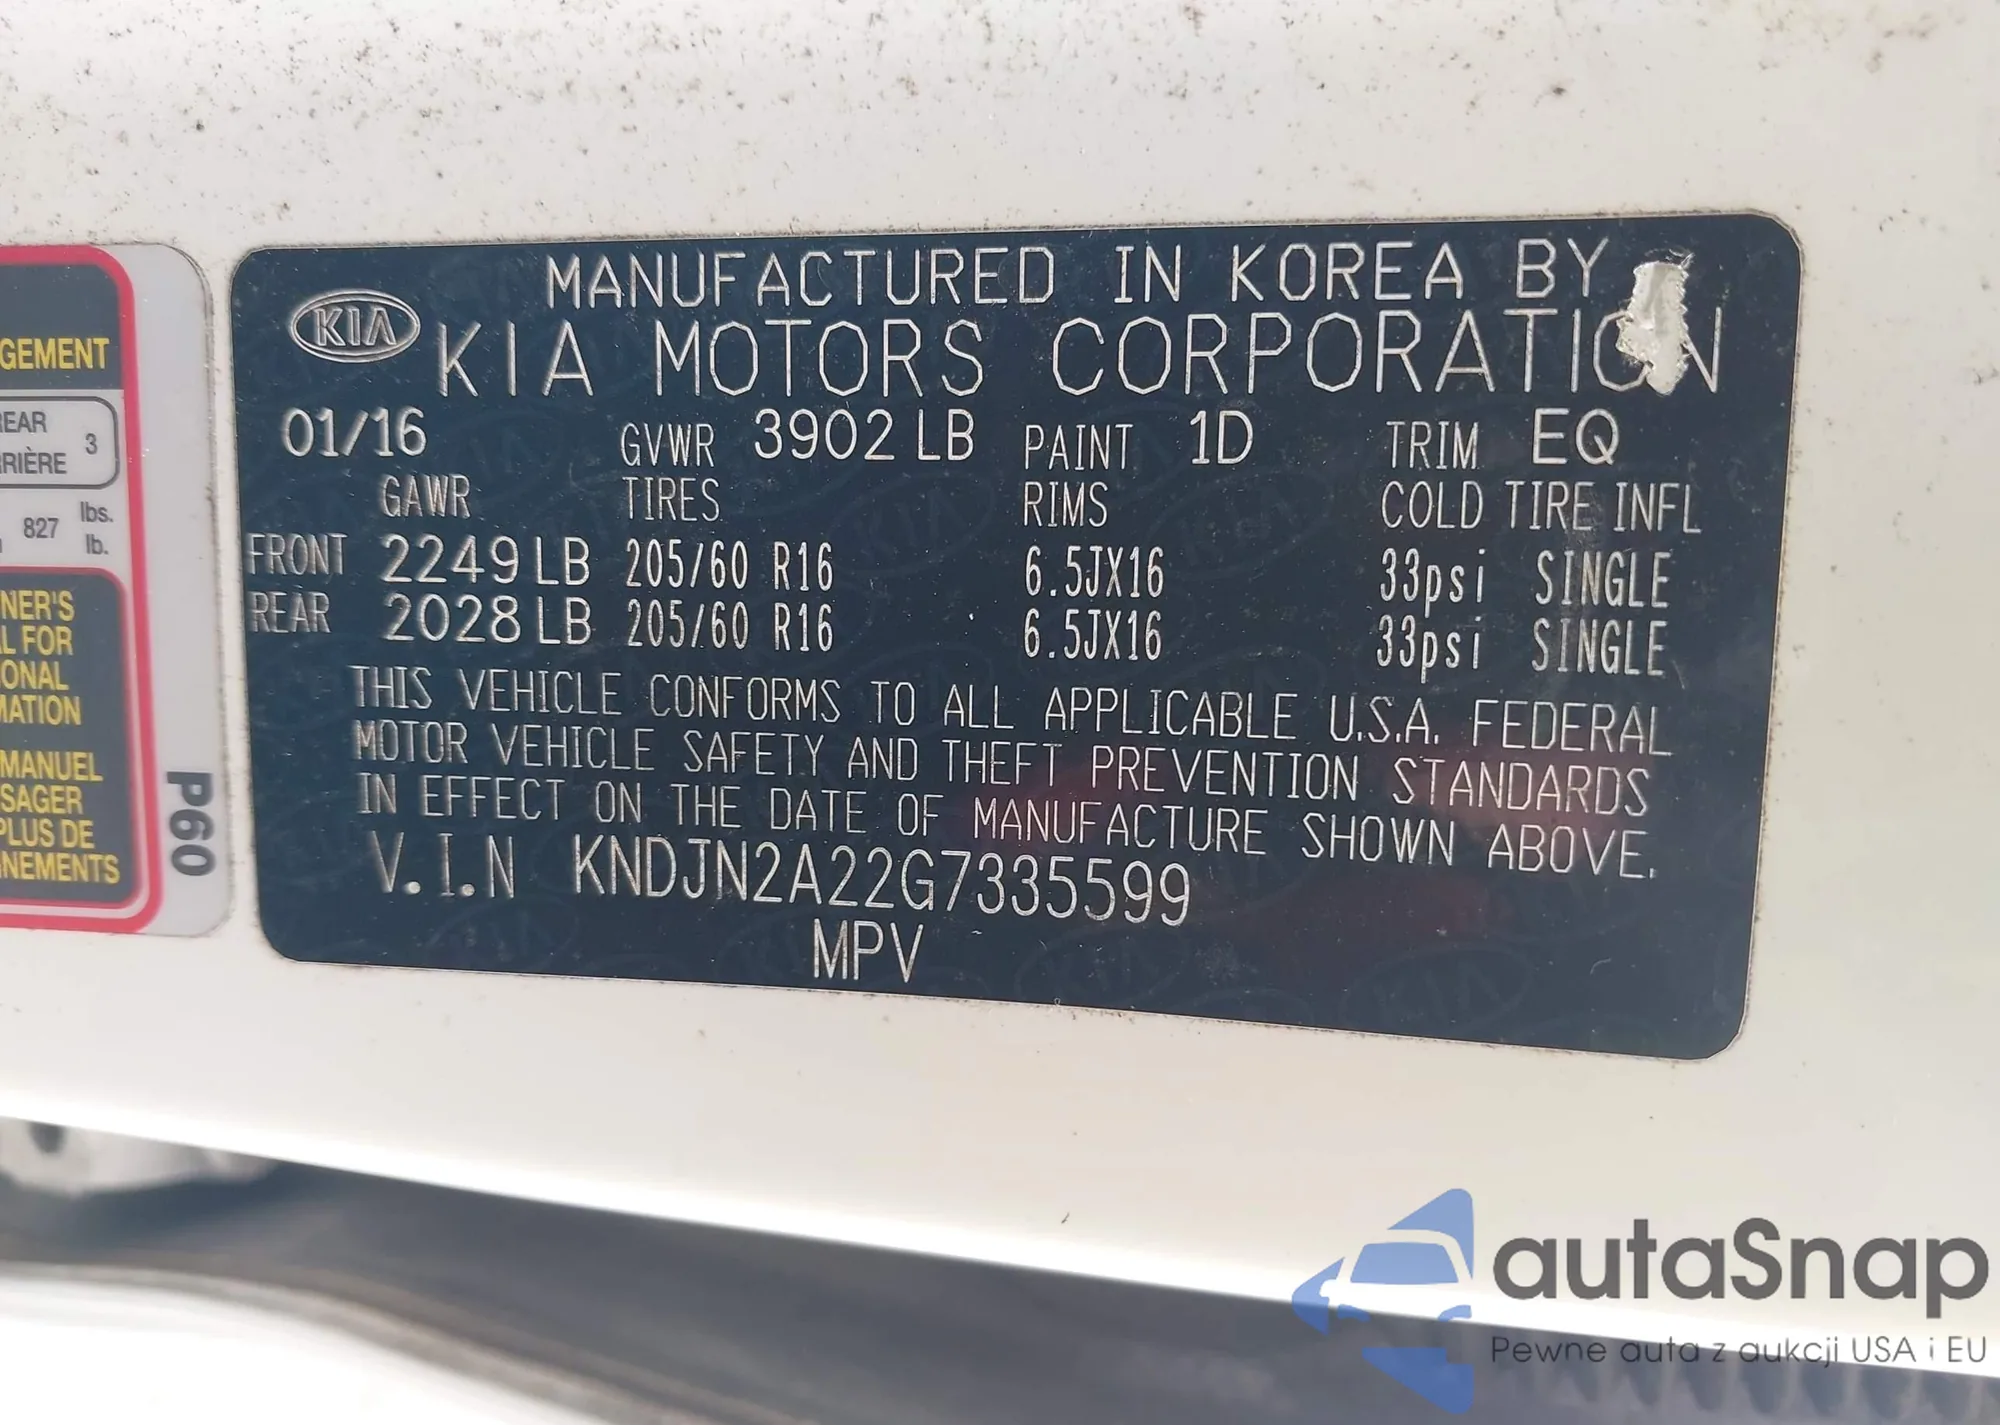 GEMENT
REAR
RRIÈRE 3
827 lbs.
lb.
NER'S
L FOR
ONAL
MATION
MANUEL
SAGER
PLUS DE
GNEMENTS
P60
KIA
MANUFACTURED IN KOREA BY
KIA MOTORS CORPORATION
01/16 GVWR 3902 LB PAINT 1D TRIM EQ
GAWR TIRES RIMS COLD TIRE INFL
FRONT 2249 LB 205/60 R16 6.5JX16 33psi SINGLE
REAR 2028 LB 205/60 R16 6.5JX16 33psi SINGLE
THIS VEHICLE CONFORMS TO ALL APPLICABLE U.S.A. FEDERAL
MOTOR VEHICLE SAFETY AND THEFT PREVENTION STANDARDS
IN EFFECT ON THE DATE OF MANUFACTURE SHOWN ABOVE.
V.I.N KNDJN2A22G7335599
MPV
autaSnap
Pewne auta z aukcji USA i EU